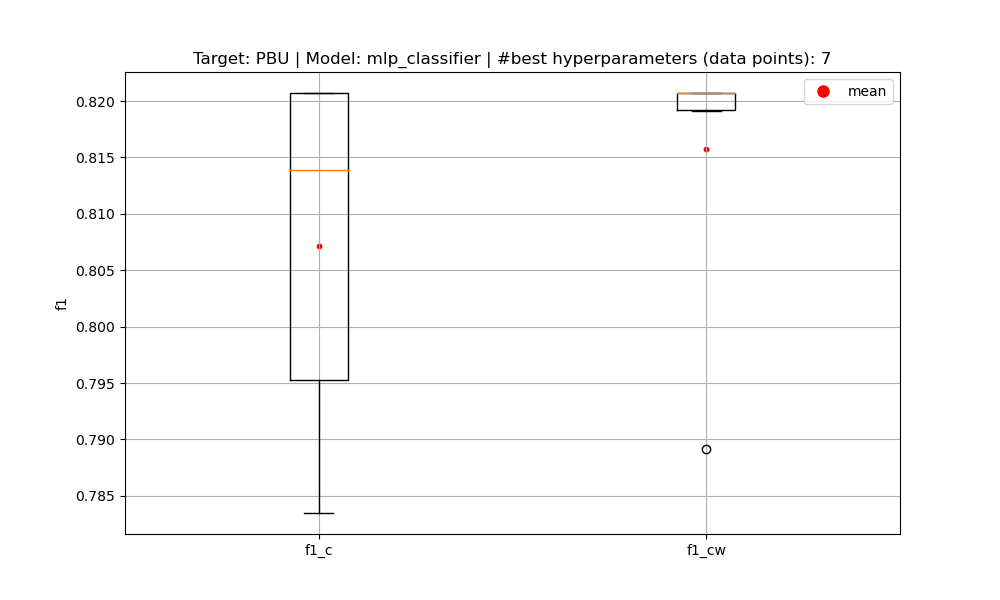 Target: PBU | Model: mlp_classifier | #best hyperparameters (data points): 7
mean
0.820
0.815
0.810
0.805
0.800
0.795
0.790
0.785
f1
f1_c
f1_cw